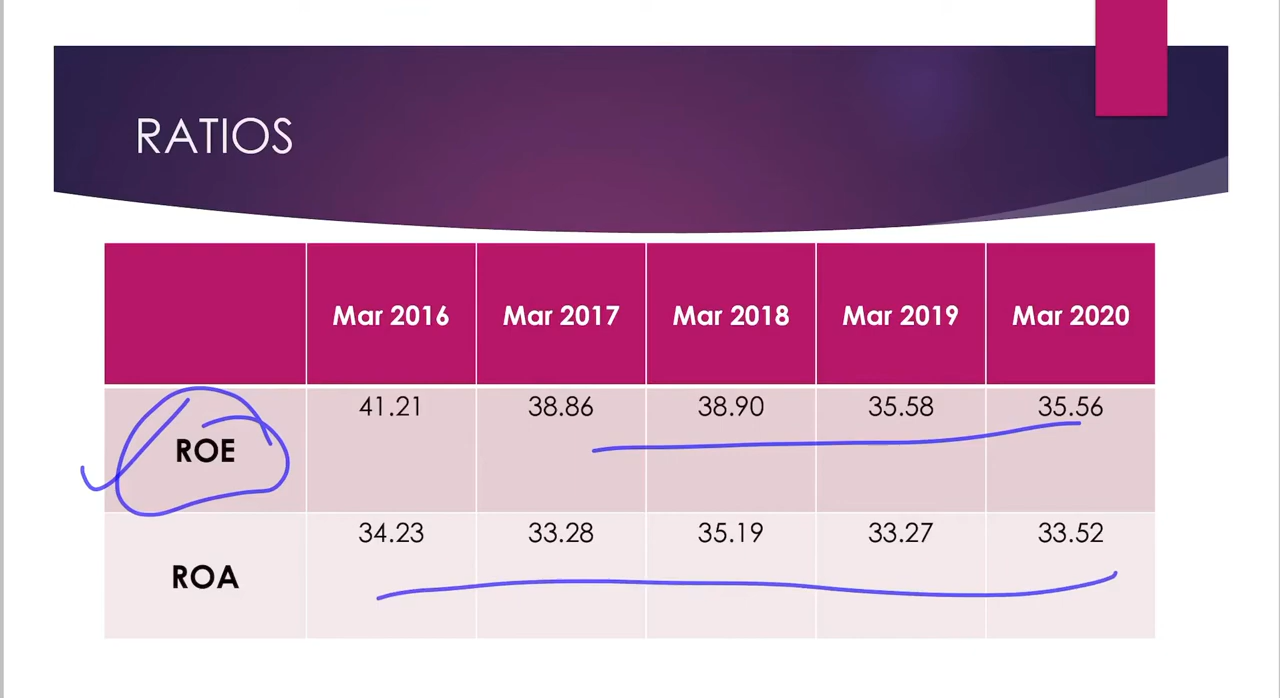 RATIOS
Mar 2016 Mar 2017 Mar 2018 Mar 2019 Mar 2020
ROE 41.21 38.86 38.90 35.58 35.56
ROA 34.23 33.28 35.19 33.27 33.52